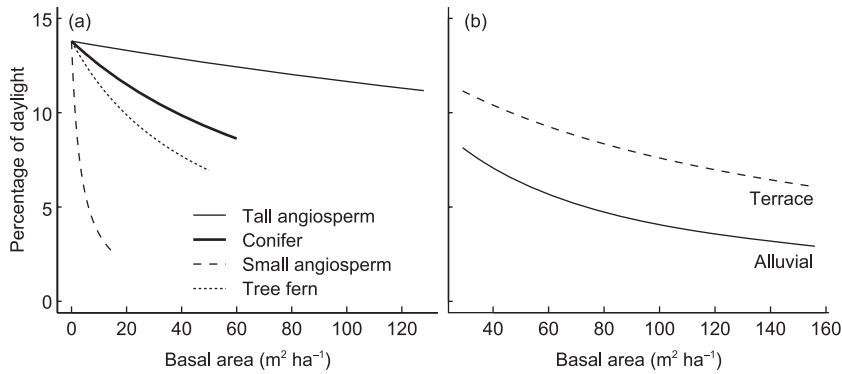 (a)
(b)
Percentage of daylight
15
10
5
0
Tall angiosperm
Conifer
Small angiosperm
Tree fern
Terrace
Alluvial
0 20 40 60 80 100 120
40 60 80 100 120 140 160
Basal area (m² ha⁻¹)
Basal area (m² ha⁻¹)